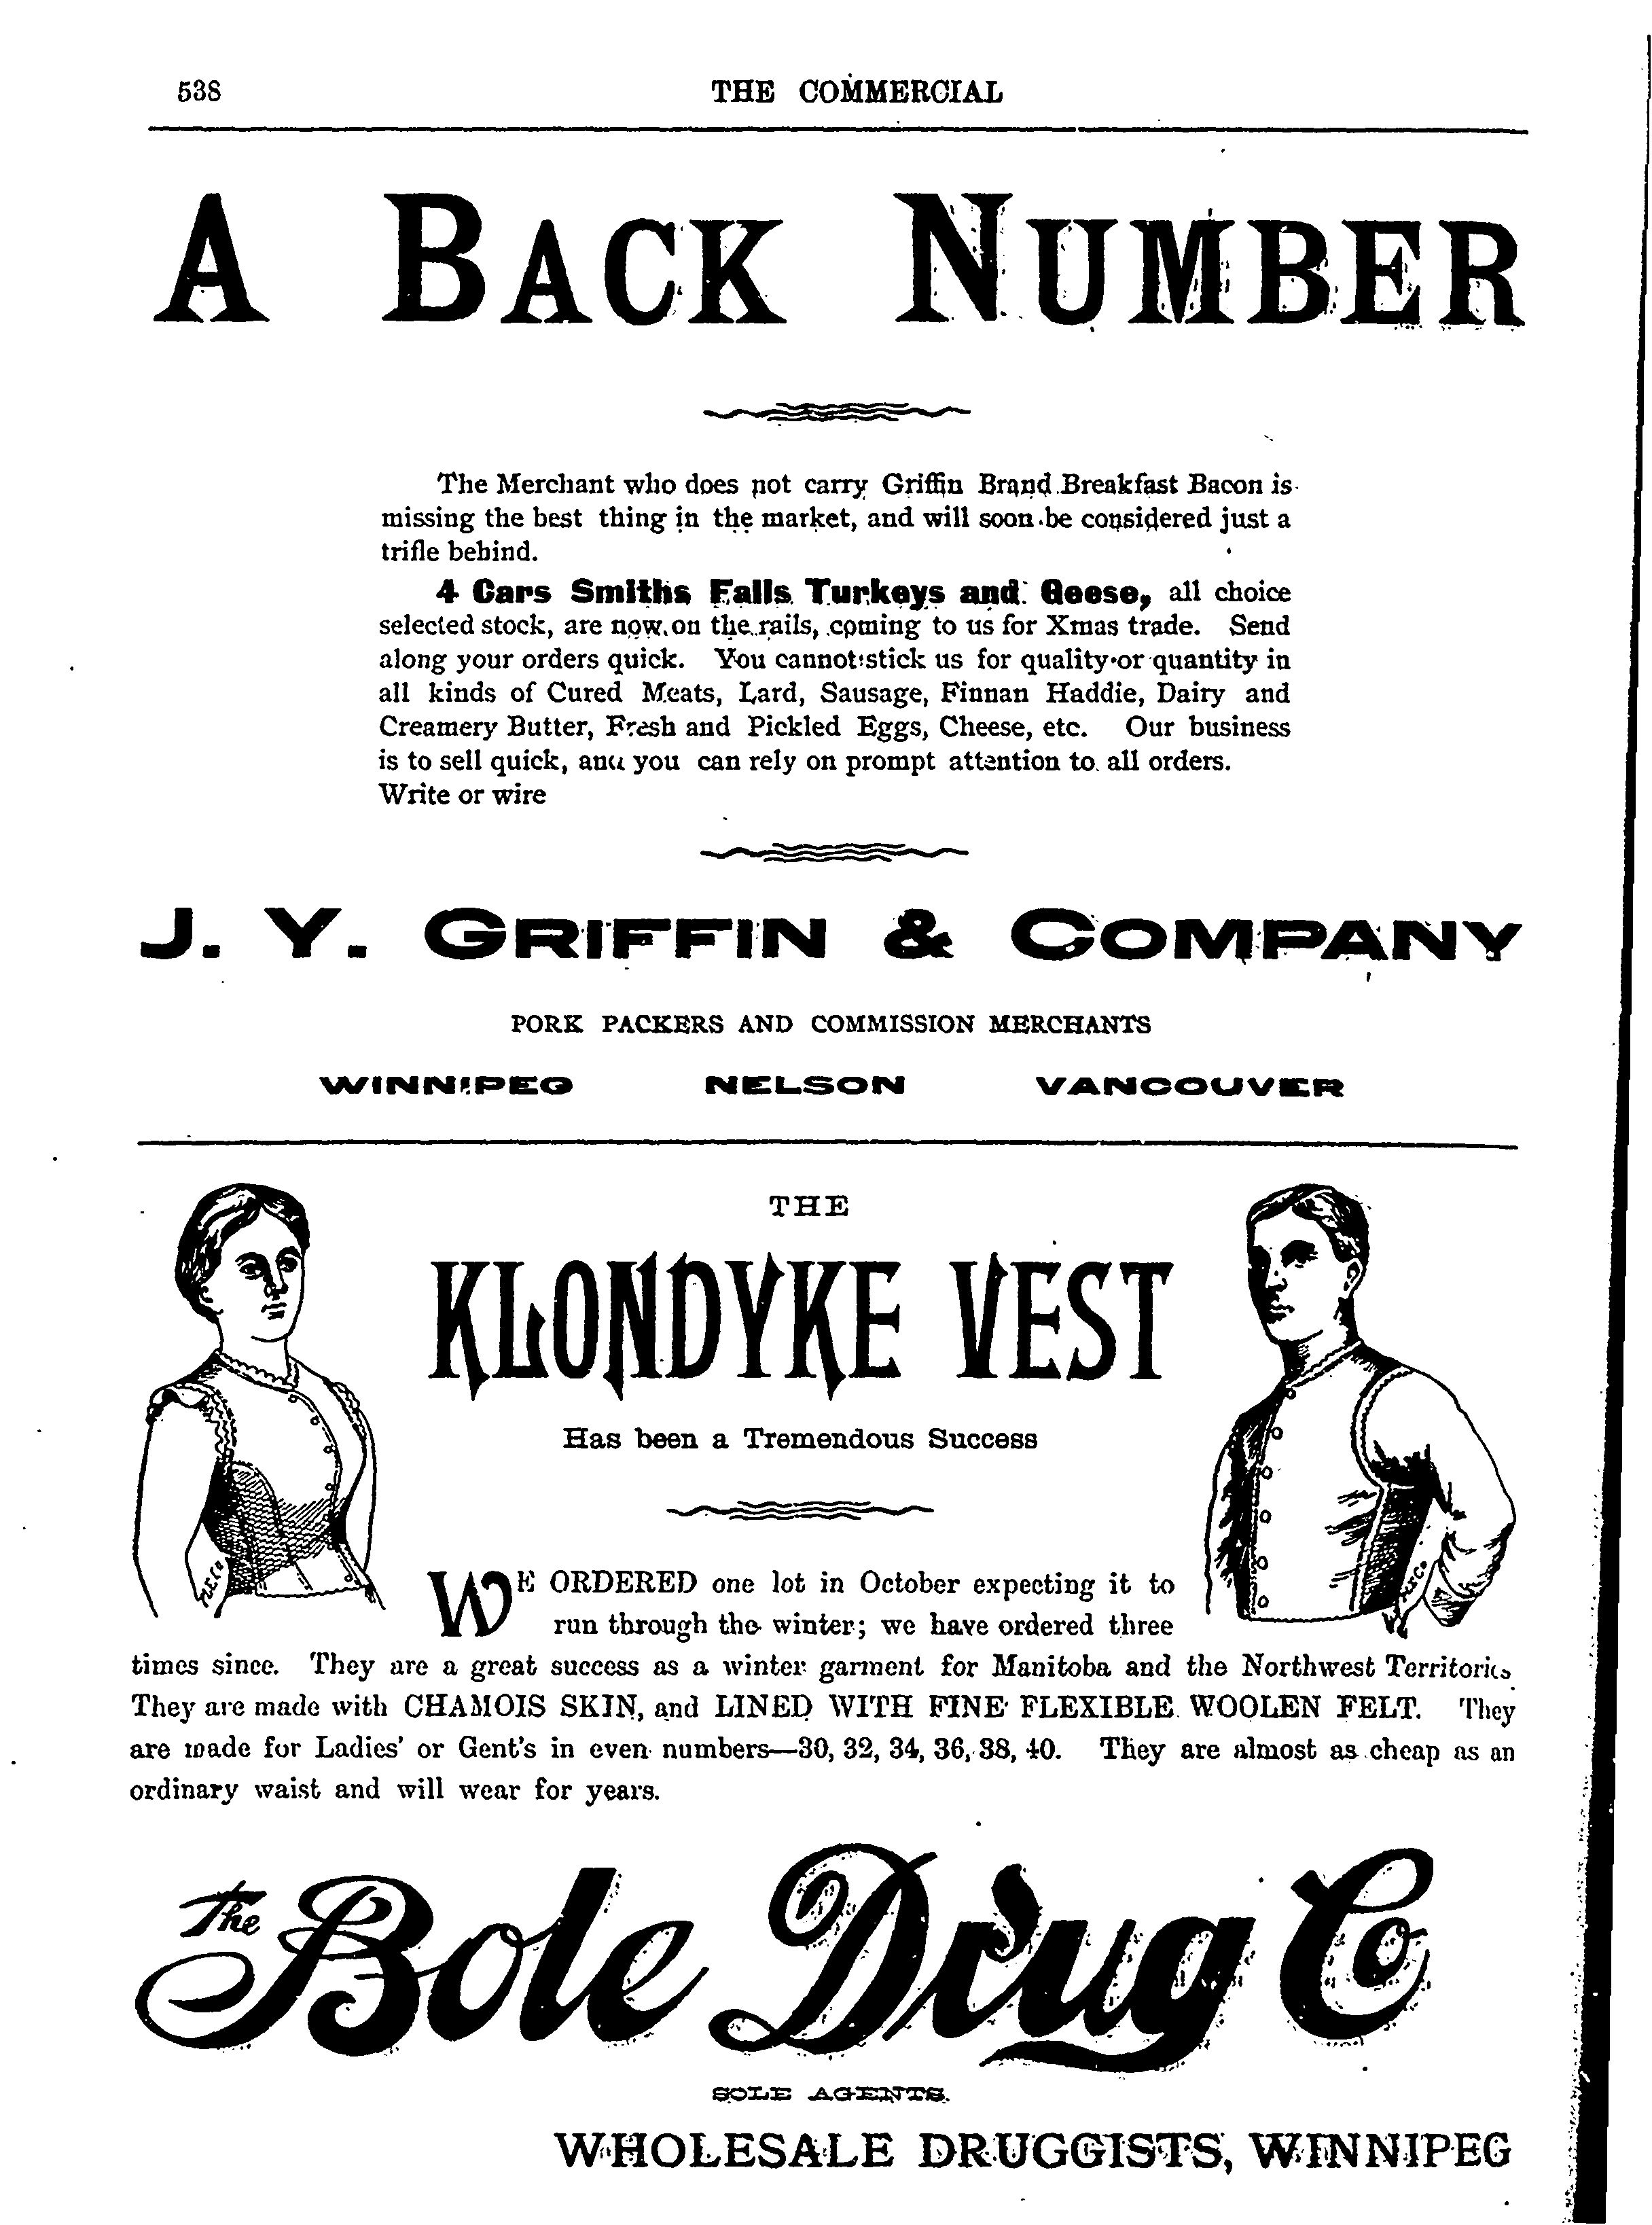 538
THE COMMERCIAL
A BACK NUMBER
The Merchant who does not carry Griffin Brand Breakfast Bacon is
missing the best thing in the market, and will soon be considered just a
trifle behind.
4 Cars Smiths Falls Turkeys and Geese, all choice
selected stock, are now on the rails, coming to us for Xmas trade. Send
along your orders quick. You cannot stick us for quality or quantity in
all kinds of Cured Meats, Lard, Sausage, Finnan Haddie, Dairy and
Creamery Butter, Fresh and Pickled Eggs, Cheese, etc. Our business
is to sell quick, and you can rely on prompt attention to all orders.
Write or wire
J. Y. GRIFFIN & COMPANY
PORK PACKERS AND COMMISSION MERCHANTS
WINNIPEG NELSON VANCOUVER
THE
KLONDYKE VEST
Has been a Tremendous Success
WE ORDERED one lot in October expecting it to
run through the winter; we have ordered three
times since. They are a great success as a winter garment for Manitoba and the Northwest Territories.
They are made with CHAMOIS SKIN, and LINED WITH FINE FLEXIBLE WOOLEN FELT. They
are made for Ladies' or Gent's in even numbers—30, 32, 34, 36, 38, 40. They are almost as cheap as an
ordinary waist and will wear for years.
The Bole Drug Co
SOLE AGENTS.
WHOLESALE DRUGGISTS, WINNIPEG